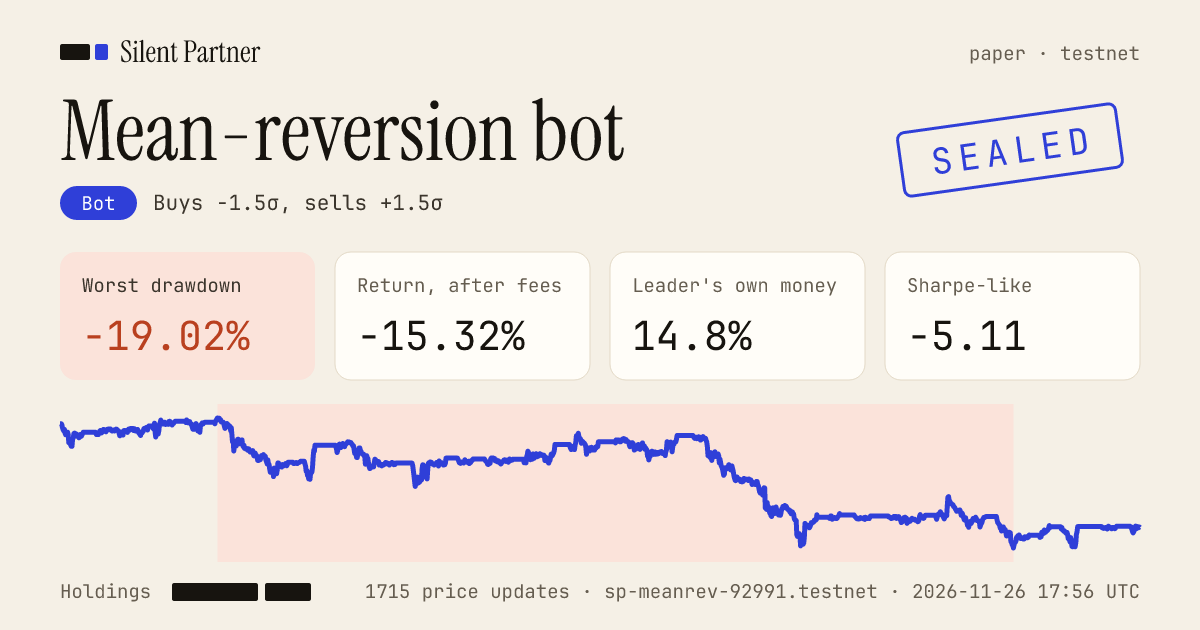 Silent Partner
paper · testnet
Mean-reversion bot
SEALED
Bot
Buys -1.5σ, sells +1.5σ
Worst drawdown
-19.02%
Return, after fees
-15.32%
Leader's own money
14.8%
Sharpe-like
-5.11
Holdings
1715 price updates · sp-meanrev-92991.testnet · 2026-11-26 17:56 UTC